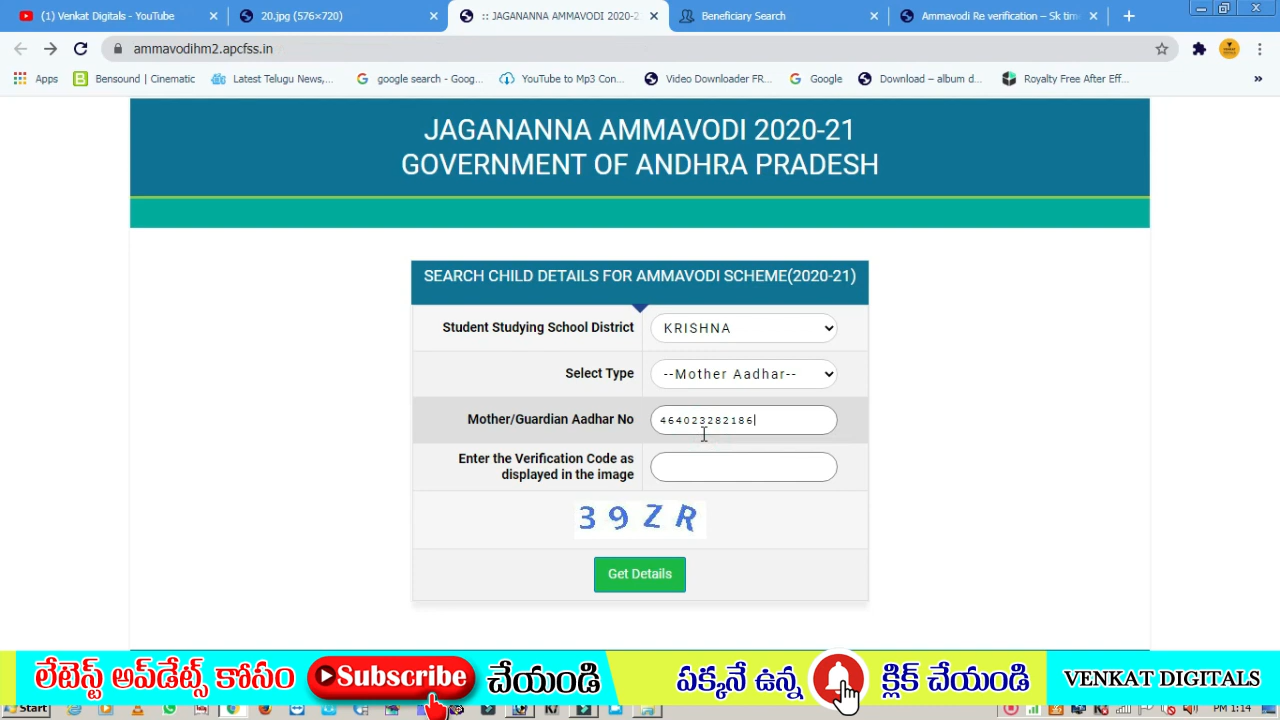 (1) Venkat Digitals - YouTube
20.jpg (576×720)
:: JAGANANNA AMMAVODI 2020-2
Beneficiary Search
Ammavodi Re verification – Sk tim
ammavodihm2.apcfss.in
Apps
Bensound | Cinematic
Latest Telugu News,...
google search - Goog...
YouTube to Mp3 Con...
Video Downloader FR...
Google
Download – album d...
Royalty Free After Eff...
JAGANANNA AMMAVODI 2020-21
GOVERNMENT OF ANDHRA PRADESH
SEARCH CHILD DETAILS FOR AMMAVODI SCHEME(2020-21)
Student Studying School District
KRISHNA
Select Type
--Mother Aadhar--
Mother/Guardian Aadhar No
464023282186
Enter the Verification Code as
displayed in the image
39ZR
Get Details
లేటెస్ట్ అప్‌డేట్స్ కోసం
Subscribe
చేయండి
పక్కనే ఉన్న
క్లిక్ చేయండి
VENKAT DIGITALS
Start
PM 1:14